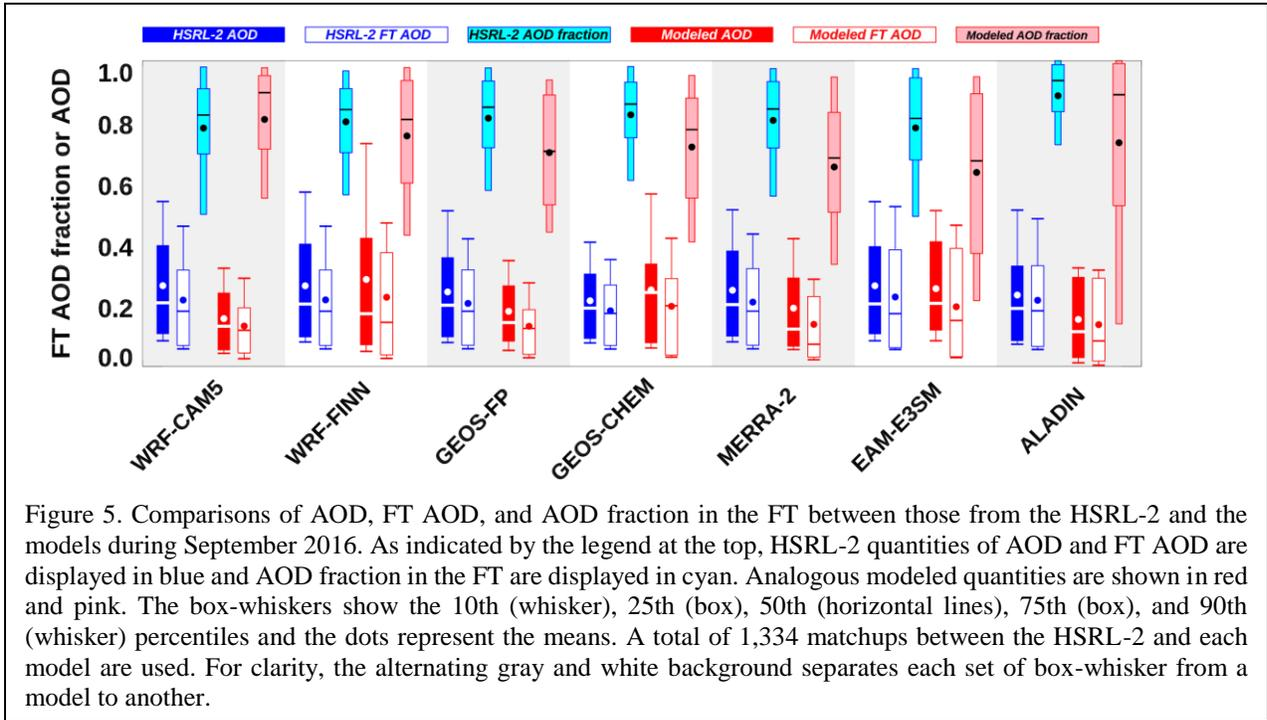 HSRL-2 AOD HSRL-2 FT AOD HSRL-2 AOD fraction Modeled AOD Modeled FT AOD Modeled AOD fraction
FT AOD fraction or AOD
1.0
0.8
0.6
0.4
0.2
0.0
WRF-CAM5
WRF-FINN
GEOS-FP
GEOS-CHEM
MERRA-2
EAM-E3SM
ALADIN
Figure 5. Comparisons of AOD, FT AOD, and AOD fraction in the FT between those from the HSRL-2 and the
models during September 2016. As indicated by the legend at the top, HSRL-2 quantities of AOD and FT AOD are
displayed in blue and AOD fraction in the FT are displayed in cyan. Analogous modeled quantities are shown in red
and pink. The box-whiskers show the 10th (whisker), 25th (box), 50th (horizontal lines), 75th (box), and 90th
(whisker) percentiles and the dots represent the means. A total of 1,334 matchups between the HSRL-2 and each
model are used. For clarity, the alternating gray and white background separates each set of box-whisker from a
model to another.